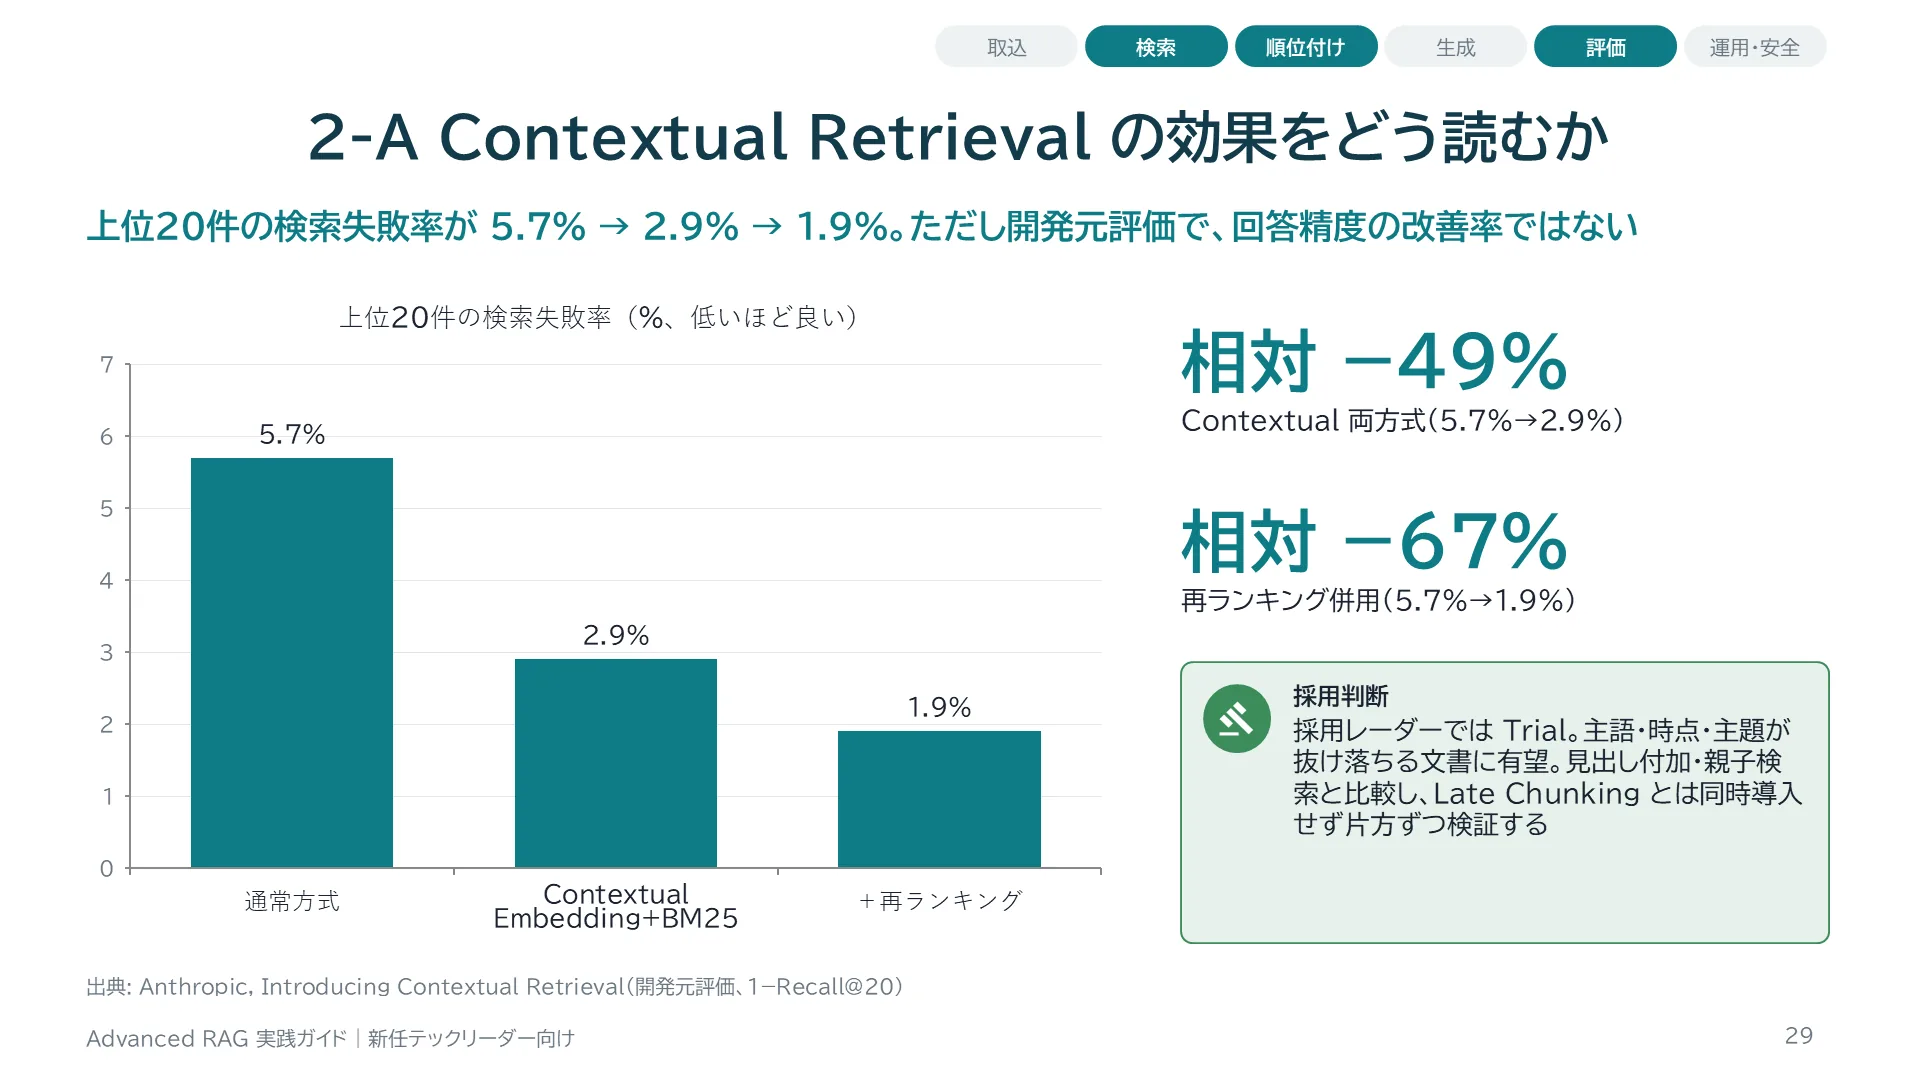 取込
検索
順位付け
生成
評価
運用・安全
2-A Contextual Retrieval の効果をどう読むか
上位20件の検索失敗率が 5.7% → 2.9% → 1.9%。ただし開発元評価で、回答精度の改善率ではない
上位20件の検索失敗率（%、低いほど良い）
7
6
5
4
3
2
1
0
5.7%
2.9%
1.9%
通常方式
Contextual
Embedding+BM25
＋再ランキング
相対 −49%
Contextual 両方式（5.7%→2.9%）
相対 −67%
再ランキング併用（5.7%→1.9%）
採用判断
採用レーダーでは Trial。主語・時点・主題が
抜け落ちる文書に有望。見出し付加・親子検
索と比較し、Late Chunking とは同時導入
せず片方ずつ検証する
出典: Anthropic, Introducing Contextual Retrieval（開発元評価、1−Recall@20）
Advanced RAG 実践ガイド｜新任テックリーダー向け
29